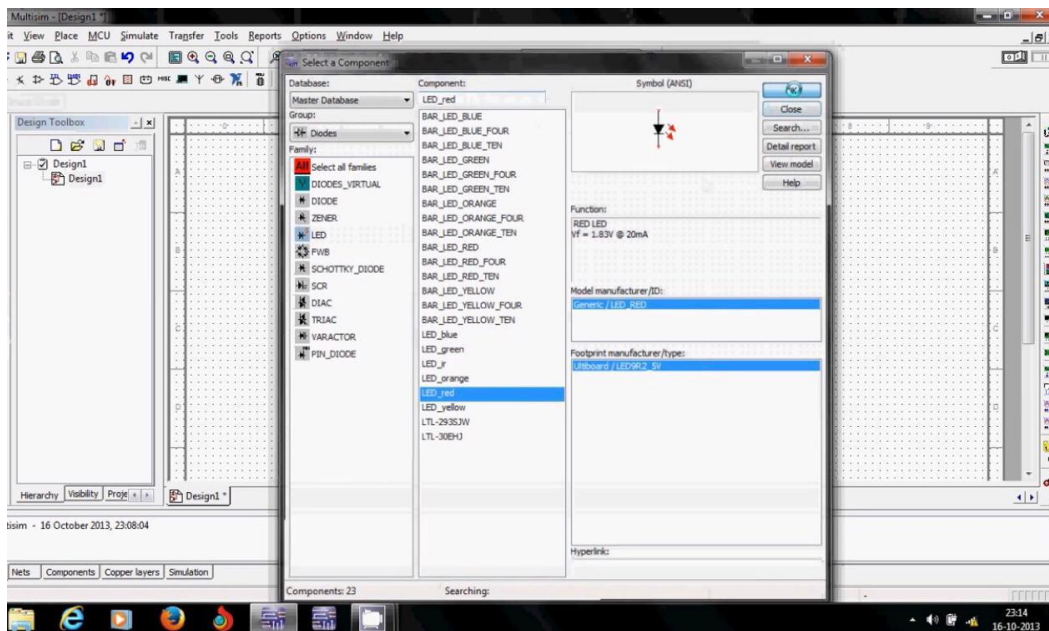 Multisim - [Design1 *]
it View Place MCU Simulate Transfer Tools Reports Options Window Help
Design Toolbox
Design1
Design1
Hierarchy Visibility Proje
Design1 *
tisim - 16 October 2013, 23:08:04
Nets Components Copper layers Simulation
Select a Component
Database:
Master Database
Group:
Diodes
Family:
All Select all families
DIODES_VIRTUAL
DIODE
ZENER
LED
FWB
SCHOTTKY_DIODE
SCR
DIAC
TRIAC
VARACTOR
PIN_DIODE
Component:
LED_red
BAR_LED_BLUE
BAR_LED_BLUE_FOUR
BAR_LED_BLUE_TEN
BAR_LED_GREEN
BAR_LED_GREEN_FOUR
BAR_LED_GREEN_TEN
BAR_LED_ORANGE
BAR_LED_ORANGE_FOUR
BAR_LED_ORANGE_TEN
BAR_LED_RED
BAR_LED_RED_FOUR
BAR_LED_RED_TEN
BAR_LED_YELLOW
BAR_LED_YELLOW_FOUR
BAR_LED_YELLOW_TEN
LED_blue
LED_green
LED_ir
LED_orange
LED_red
LED_yellow
LTL-293SJW
LTL-30EHJ
Symbol (ANSI)
Close
Search...
Detail report
View model
Help
Function:
RED LED
Vf = 1.83V @ 20mA
Model manufacturer/ID:
Generic / LED_RED
Footprint manufacturer/type:
Ultiboard / LED9R2_5V
Hyperlink:
Components: 23 Searching:
23:14
16-10-2013